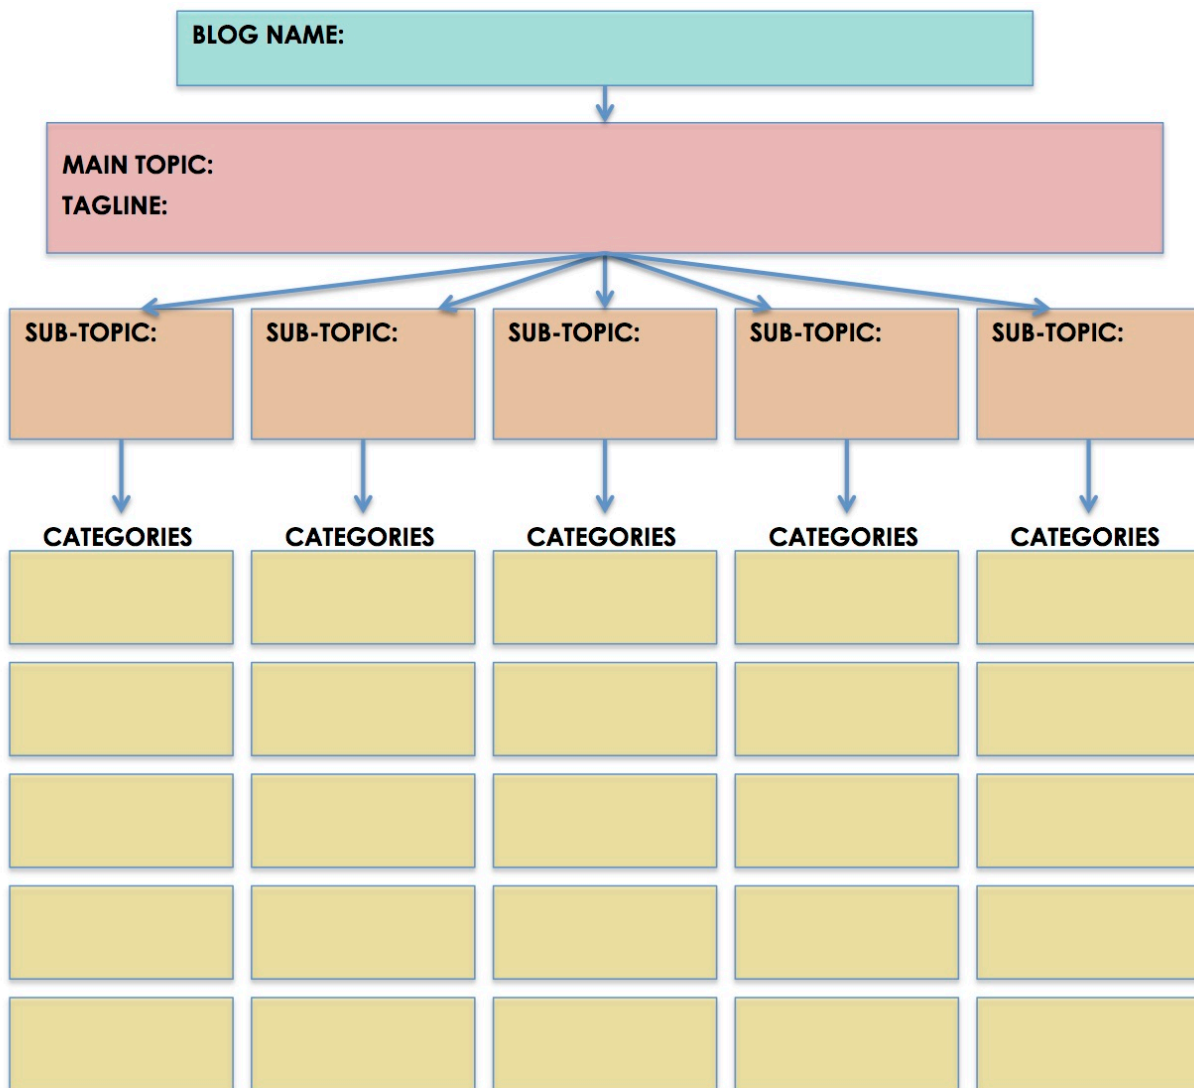 BLOG NAME:
MAIN TOPIC:
TAGLINE:
SUB-TOPIC:
SUB-TOPIC:
SUB-TOPIC:
SUB-TOPIC:
SUB-TOPIC:
CATEGORIES
CATEGORIES
CATEGORIES
CATEGORIES
CATEGORIES